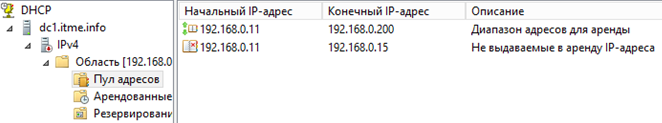 DHCP
dc1.itme.info
IPv4
Область [192.168.0
Пул адресов
Арендованные
Резервировани
Начальный IP-адрес Конечный IP-адрес Описание
192.168.0.11 192.168.0.200 Диапазон адресов для аренды
192.168.0.11 192.168.0.15 Не выдаваемые в аренду IP-адреса